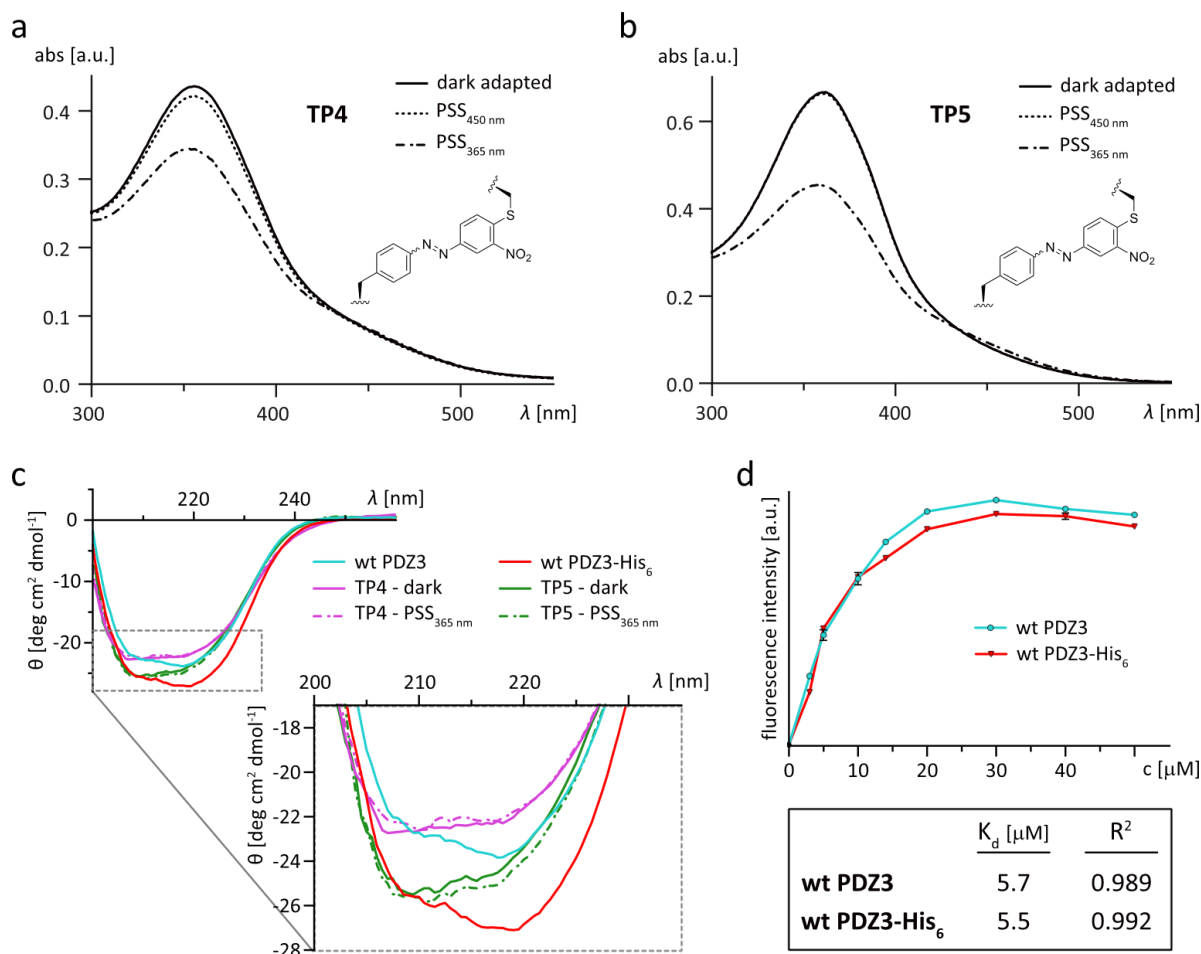 a
abs [a.u.]
0.4
0.3
0.2
0.1
0.0
300
400
500
λ [nm]
TP4
dark adapted
PSS450 nm
PSS365 nm
S
N
N
NO2
b
abs [a.u.]
0.6
0.4
0.2
0.0
300
400
500
λ [nm]
TP5
dark adapted
PSS450 nm
PSS365 nm
S
N
N
NO2
c
220
240
λ [nm]
θ [deg cm2 dmol-1]
0
-10
-20
wt PDZ3
wt PDZ3-His6
TP4 - dark
TP5 - dark
TP4 - PSS365 nm
TP5 - PSS365 nm
200
210
220
λ [nm]
θ [deg cm2 dmol-1]
-18
-20
-22
-24
-26
-28
d
fluorescence intensity [a.u.]
wt PDZ3
wt PDZ3-His6
0
10
20
30
40
c [μM]
Kd [μM] R2
wt PDZ3 5.7 0.989
wt PDZ3-His6 5.5 0.992